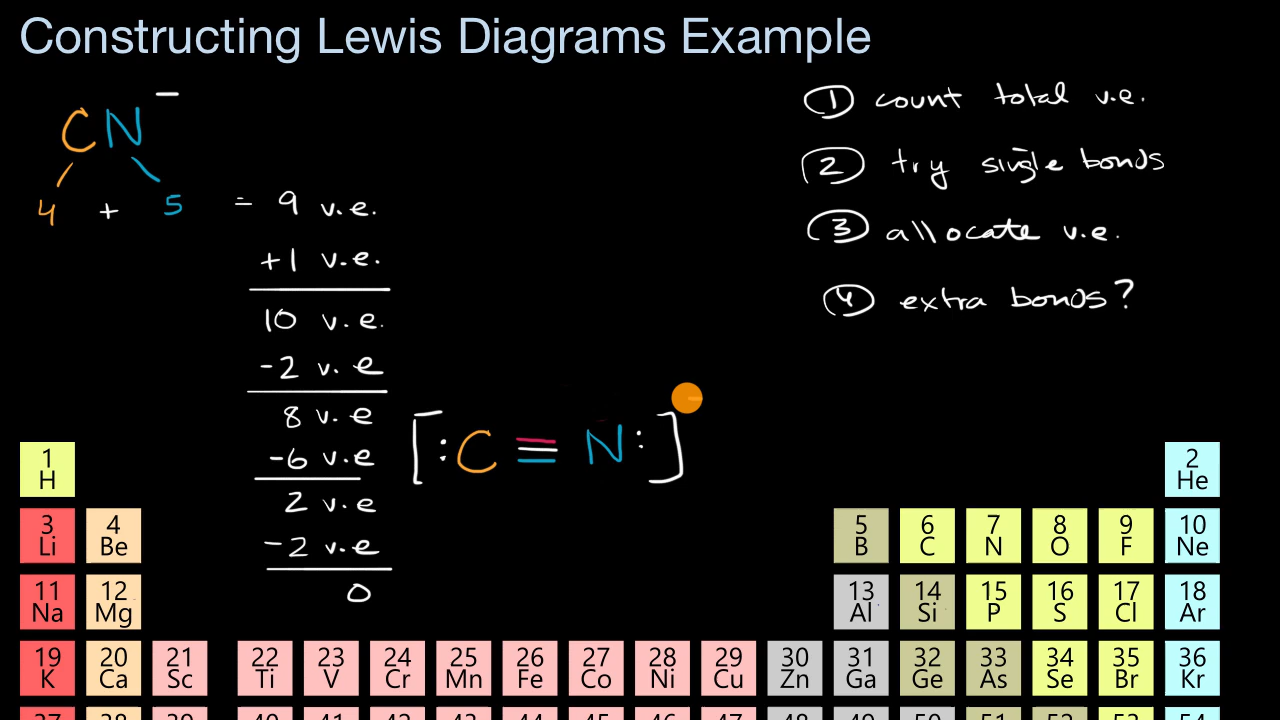 Constructing Lewis Diagrams Example
CN⁻
4 + 5 = 9 v.e.
+1 v.e.
10 v.e.
-2 v.e
8 v.e
-6 v.e
2 v.e
-2 v.e
0
① count total v.e.
② try single bonds
③ allocate v.e.
④ extra bonds?
[:C≡N:]⁻
1 2
H He
3 4 5 6 7 8 9 10
Li Be B C N O F Ne
11 12 13 14 15 16 17 18
Na Mg Al Si P S Cl Ar
19 20 21 22 23 24 25 26 27 28 29 30 31 32 33 34 35 36
K Ca Sc Ti V Cr Mn Fe Co Ni Cu Zn Ga Ge As Se Br Kr